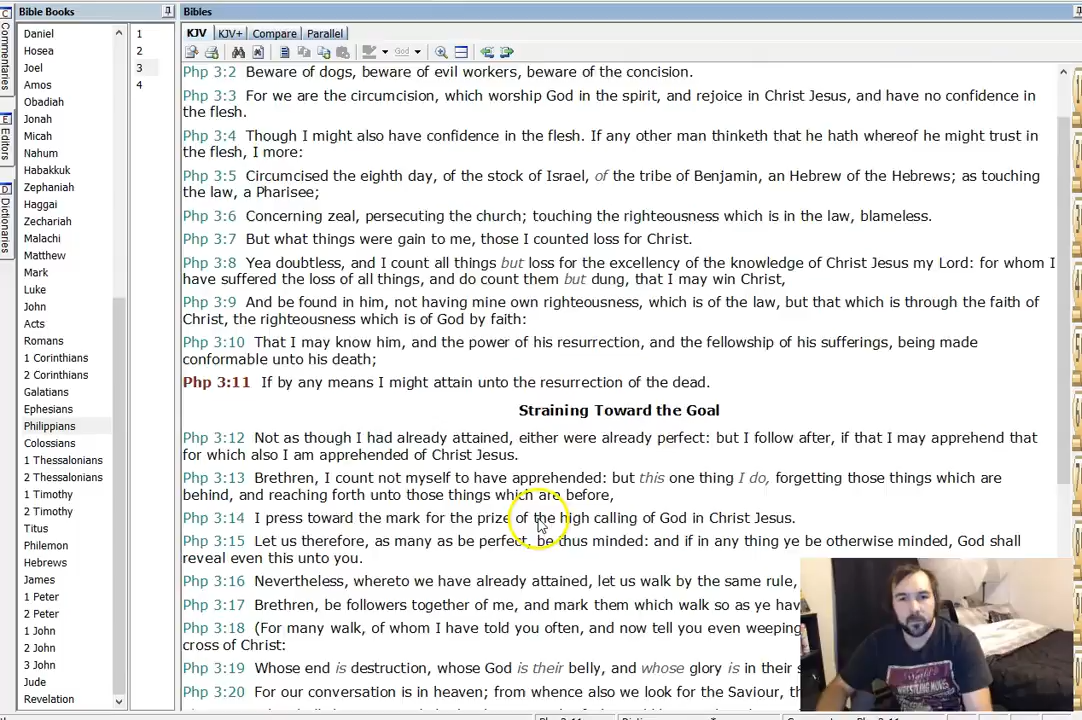 Bible Books
Bibles
Commentaries
Editors
Dictionaries
Daniel
Hosea
Joel
Amos
Obadiah
Jonah
Micah
Nahum
Habakkuk
Zephaniah
Haggai
Zechariah
Malachi
Matthew
Mark
Luke
John
Acts
Romans
1 Corinthians
2 Corinthians
Galatians
Ephesians
Philippians
Colossians
1 Thessalonians
2 Thessalonians
1 Timothy
2 Timothy
Titus
Philemon
Hebrews
James
1 Peter
2 Peter
1 John
2 John
3 John
Jude
Revelation
1
2
3
4
KJV KJV+ Compare Parallel
God
Php 3:2 Beware of dogs, beware of evil workers, beware of the concision.
Php 3:3 For we are the circumcision, which worship God in the spirit, and rejoice in Christ Jesus, and have no confidence in
the flesh.
Php 3:4 Though I might also have confidence in the flesh. If any other man thinketh that he hath whereof he might trust in
the flesh, I more:
Php 3:5 Circumcised the eighth day, of the stock of Israel, of the tribe of Benjamin, an Hebrew of the Hebrews; as touching
the law, a Pharisee;
Php 3:6 Concerning zeal, persecuting the church; touching the righteousness which is in the law, blameless.
Php 3:7 But what things were gain to me, those I counted loss for Christ.
Php 3:8 Yea doubtless, and I count all things but loss for the excellency of the knowledge of Christ Jesus my Lord: for whom I
have suffered the loss of all things, and do count them but dung, that I may win Christ,
Php 3:9 And be found in him, not having mine own righteousness, which is of the law, but that which is through the faith of
Christ, the righteousness which is of God by faith:
Php 3:10 That I may know him, and the power of his resurrection, and the fellowship of his sufferings, being made
conformable unto his death;
Php 3:11 If by any means I might attain unto the resurrection of the dead.
Straining Toward the Goal
Php 3:12 Not as though I had already attained, either were already perfect: but I follow after, if that I may apprehend that
for which also I am apprehended of Christ Jesus.
Php 3:13 Brethren, I count not myself to have apprehended: but this one thing I do, forgetting those things which are
behind, and reaching forth unto those things which are before,
Php 3:14 I press toward the mark for the prize of the high calling of God in Christ Jesus.
Php 3:15 Let us therefore, as many as be perfect, be thus minded: and if in any thing ye be otherwise minded, God shall
reveal even this unto you.
Php 3:16 Nevertheless, whereto we have already attained, let us walk by the same rule,
Php 3:17 Brethren, be followers together of me, and mark them which walk so as ye hav
Php 3:18 (For many walk, of whom I have told you often, and now tell you even weeping
cross of Christ:
Php 3:19 Whose end is destruction, whose God is their belly, and whose glory is in their s
Php 3:20 For our conversation is in heaven; from whence also we look for the Saviour, th